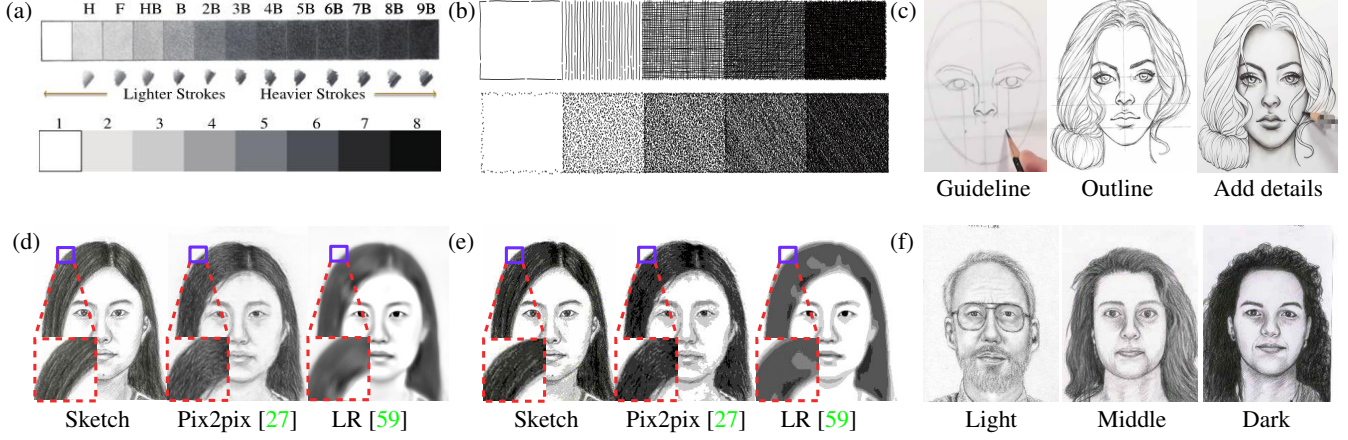 (a)
H F HB B 2B 3B 4B 5B 6B 7B 8B 9B
Lighter Strokes Heavier Strokes
1 2 3 4 5 6 7 8
(b)
(c)
Guideline Outline Add details
(d)
Sketch Pix2pix [27] LR [59]
(e)
Sketch Pix2pix [27] LR [59]
(f)
Light Middle Dark